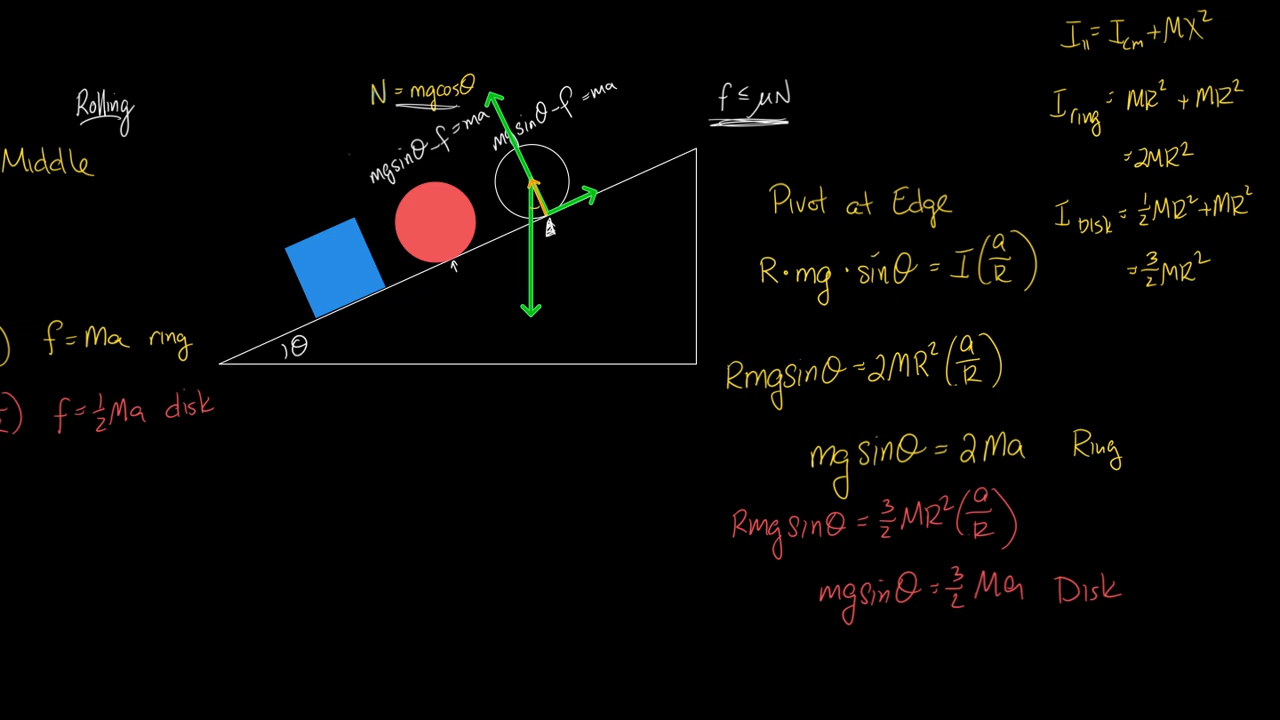 Rolling
Middle
N = mgcosθ
mgsinθ-f=ma
mgsinθ-f=ma
f ≤ μN
θ
) f=Ma ring
) f=½Ma disk
Pivot at Edge
R·mg·sinθ = I(a/R)
Rmgsinθ=2MR²(a/R)
mgsinθ = 2Ma Ring
Rmgsinθ = 3/2 MR²(a/R)
mgsinθ = 3/2 Ma Disk
I₁₁ = Icm + MX²
Iring = MR² + MR²
=2MR²
IDisk = ½MR²+MR²
=3/2 MR²